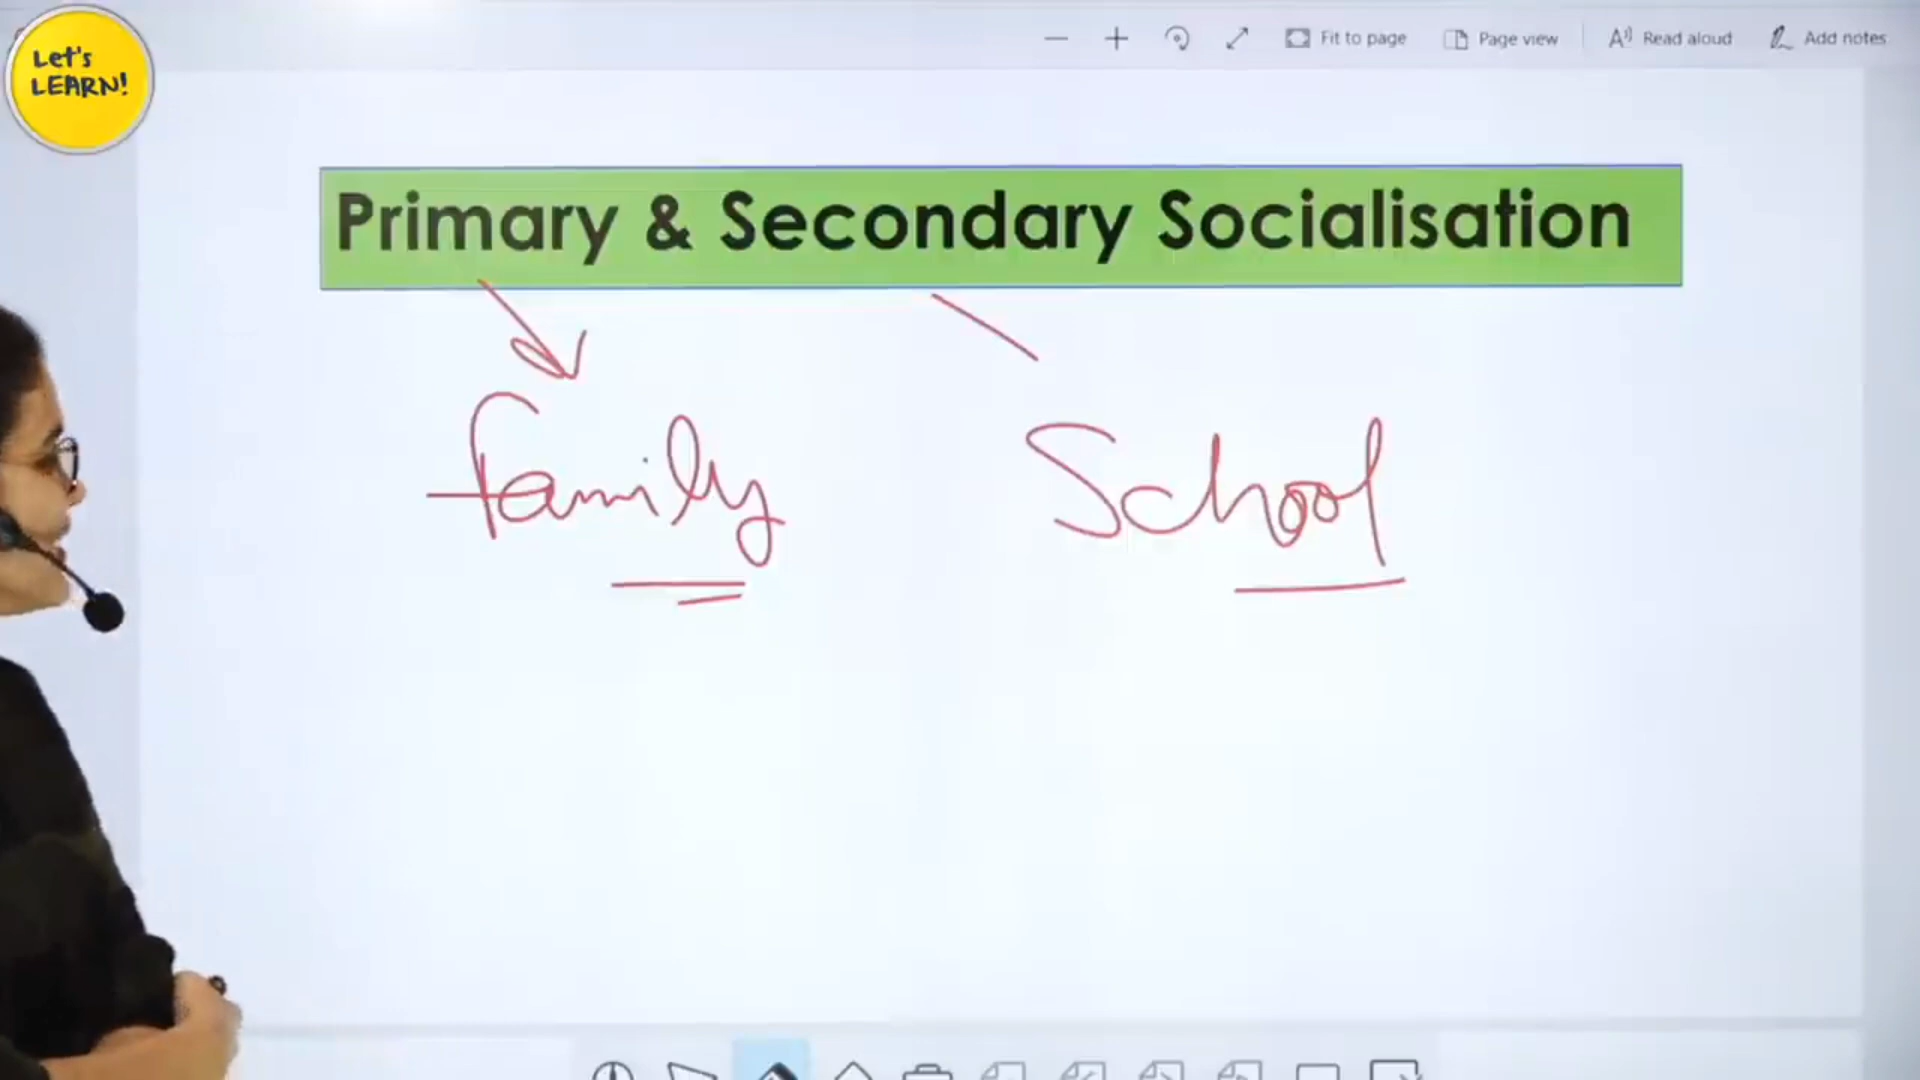 Let's
LEARN!
Fit to page
Page view
Read aloud
Add notes
Primary & Secondary Socialisation
family
School